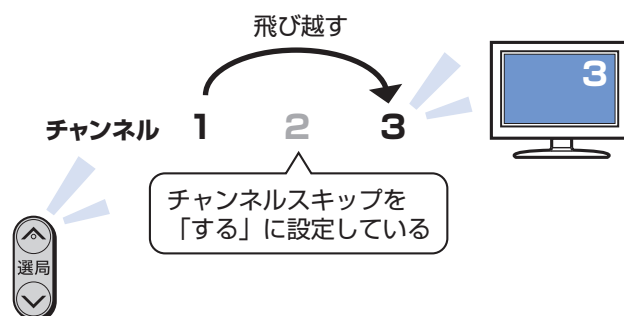 飛び越す
3
チャンネル 1 2 3
チャンネルスキップを
「する」に設定している
選局